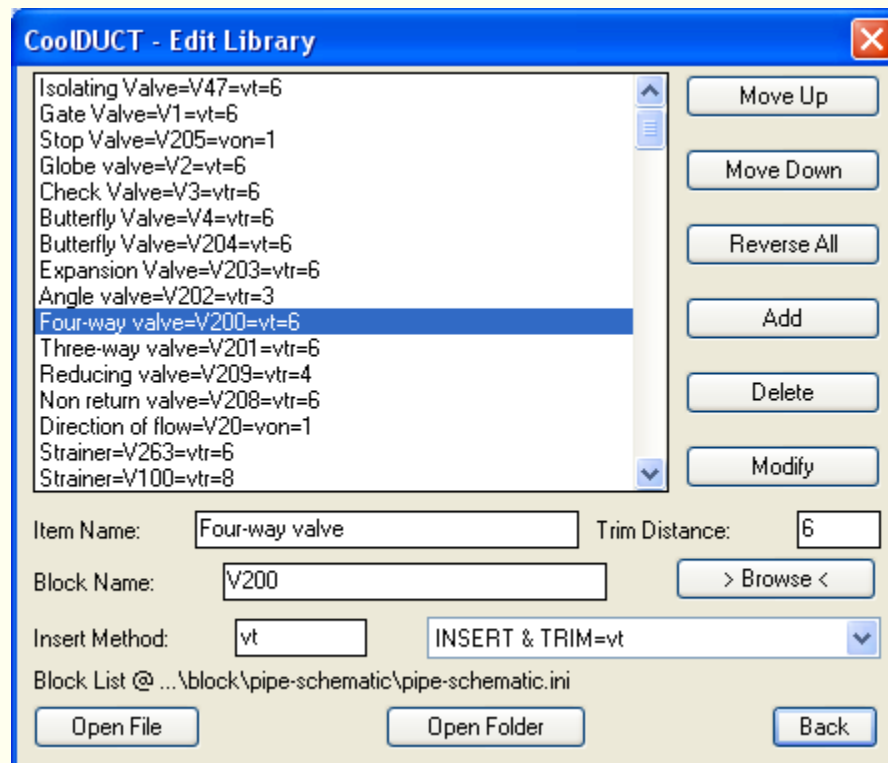 CoolDUCT - Edit Library
Isolating Valve=V47=vt=6
Gate Valve=V1=vt=6
Stop Valve=V205=von=1
Globe valve=V2=vt=6
Check Valve=V3=vtr=6
Butterfly Valve=V4=vtr=6
Butterfly Valve=V204=vt=6
Expansion Valve=V203=vtr=6
Angle valve=V202=vtr=3
Four-way valve=V200=vt=6
Three-way valve=V201=vtr=6
Reducing valve=V209=vtr=4
Non return valve=V208=vtr=6
Direction of flow=V20=von=1
Strainer=V263=vtr=6
Strainer=V100=vtr=8
Move Up
Move Down
Reverse All
Add
Delete
Modify
Item Name: Four-way valve Trim Distance: 6
Block Name: V200 > Browse <
Insert Method: vt INSERT & TRIM=vt
Block List @ ...\block\pipe-schematic\pipe-schematic.ini
Open File Open Folder Back